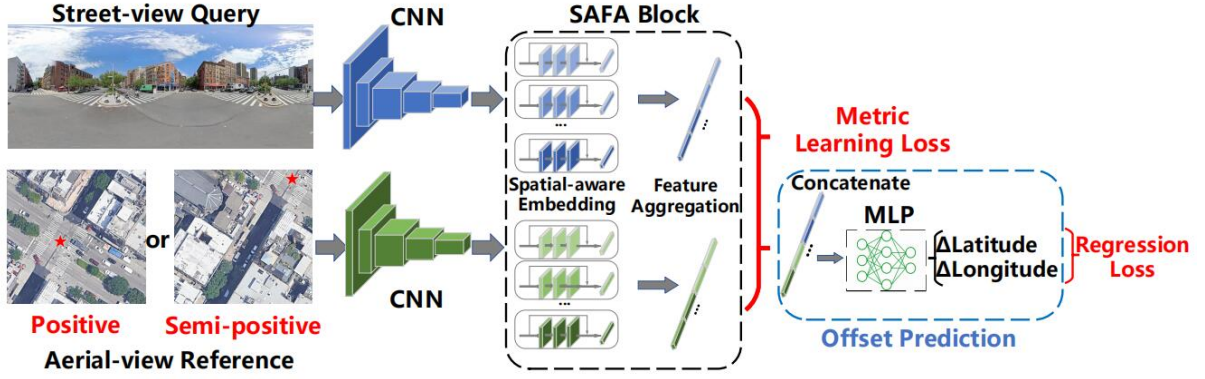 Street-view Query
CNN
SAFA Block
...
Spatial-aware
Embedding
Feature
Aggregation
...
...
...
Metric
Learning Loss
Concatenate
MLP
ΔLatitude
ΔLongitude
...
Regression
Loss
Offset Prediction
or
CNN
Positive
Semi-positive
Aerial-view Reference